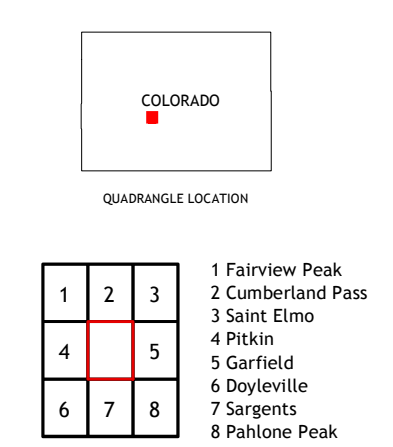 COLORADO
QUADRANGLE LOCATION
1 2 3
4 5
6 7 8
1 Fairview Peak
2 Cumberland Pass
3 Saint Elmo
4 Pitkin
5 Garfield
6 Doyleville
7 Sargents
8 Pahlone Peak